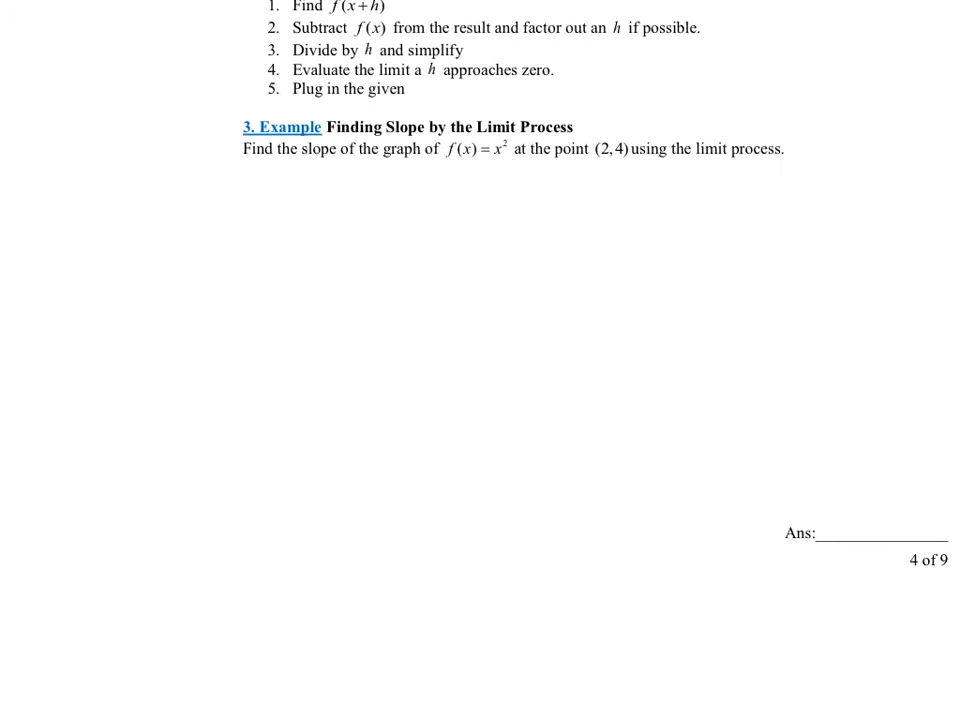 1. Find f(x+h)
2. Subtract f(x) from the result and factor out an h if possible.
3. Divide by h and simplify
4. Evaluate the limit a h approaches zero.
5. Plug in the given
3. Example Finding Slope by the Limit Process
Find the slope of the graph of f(x) = x² at the point (2,4) using the limit process.
Ans:________________
4 of 9